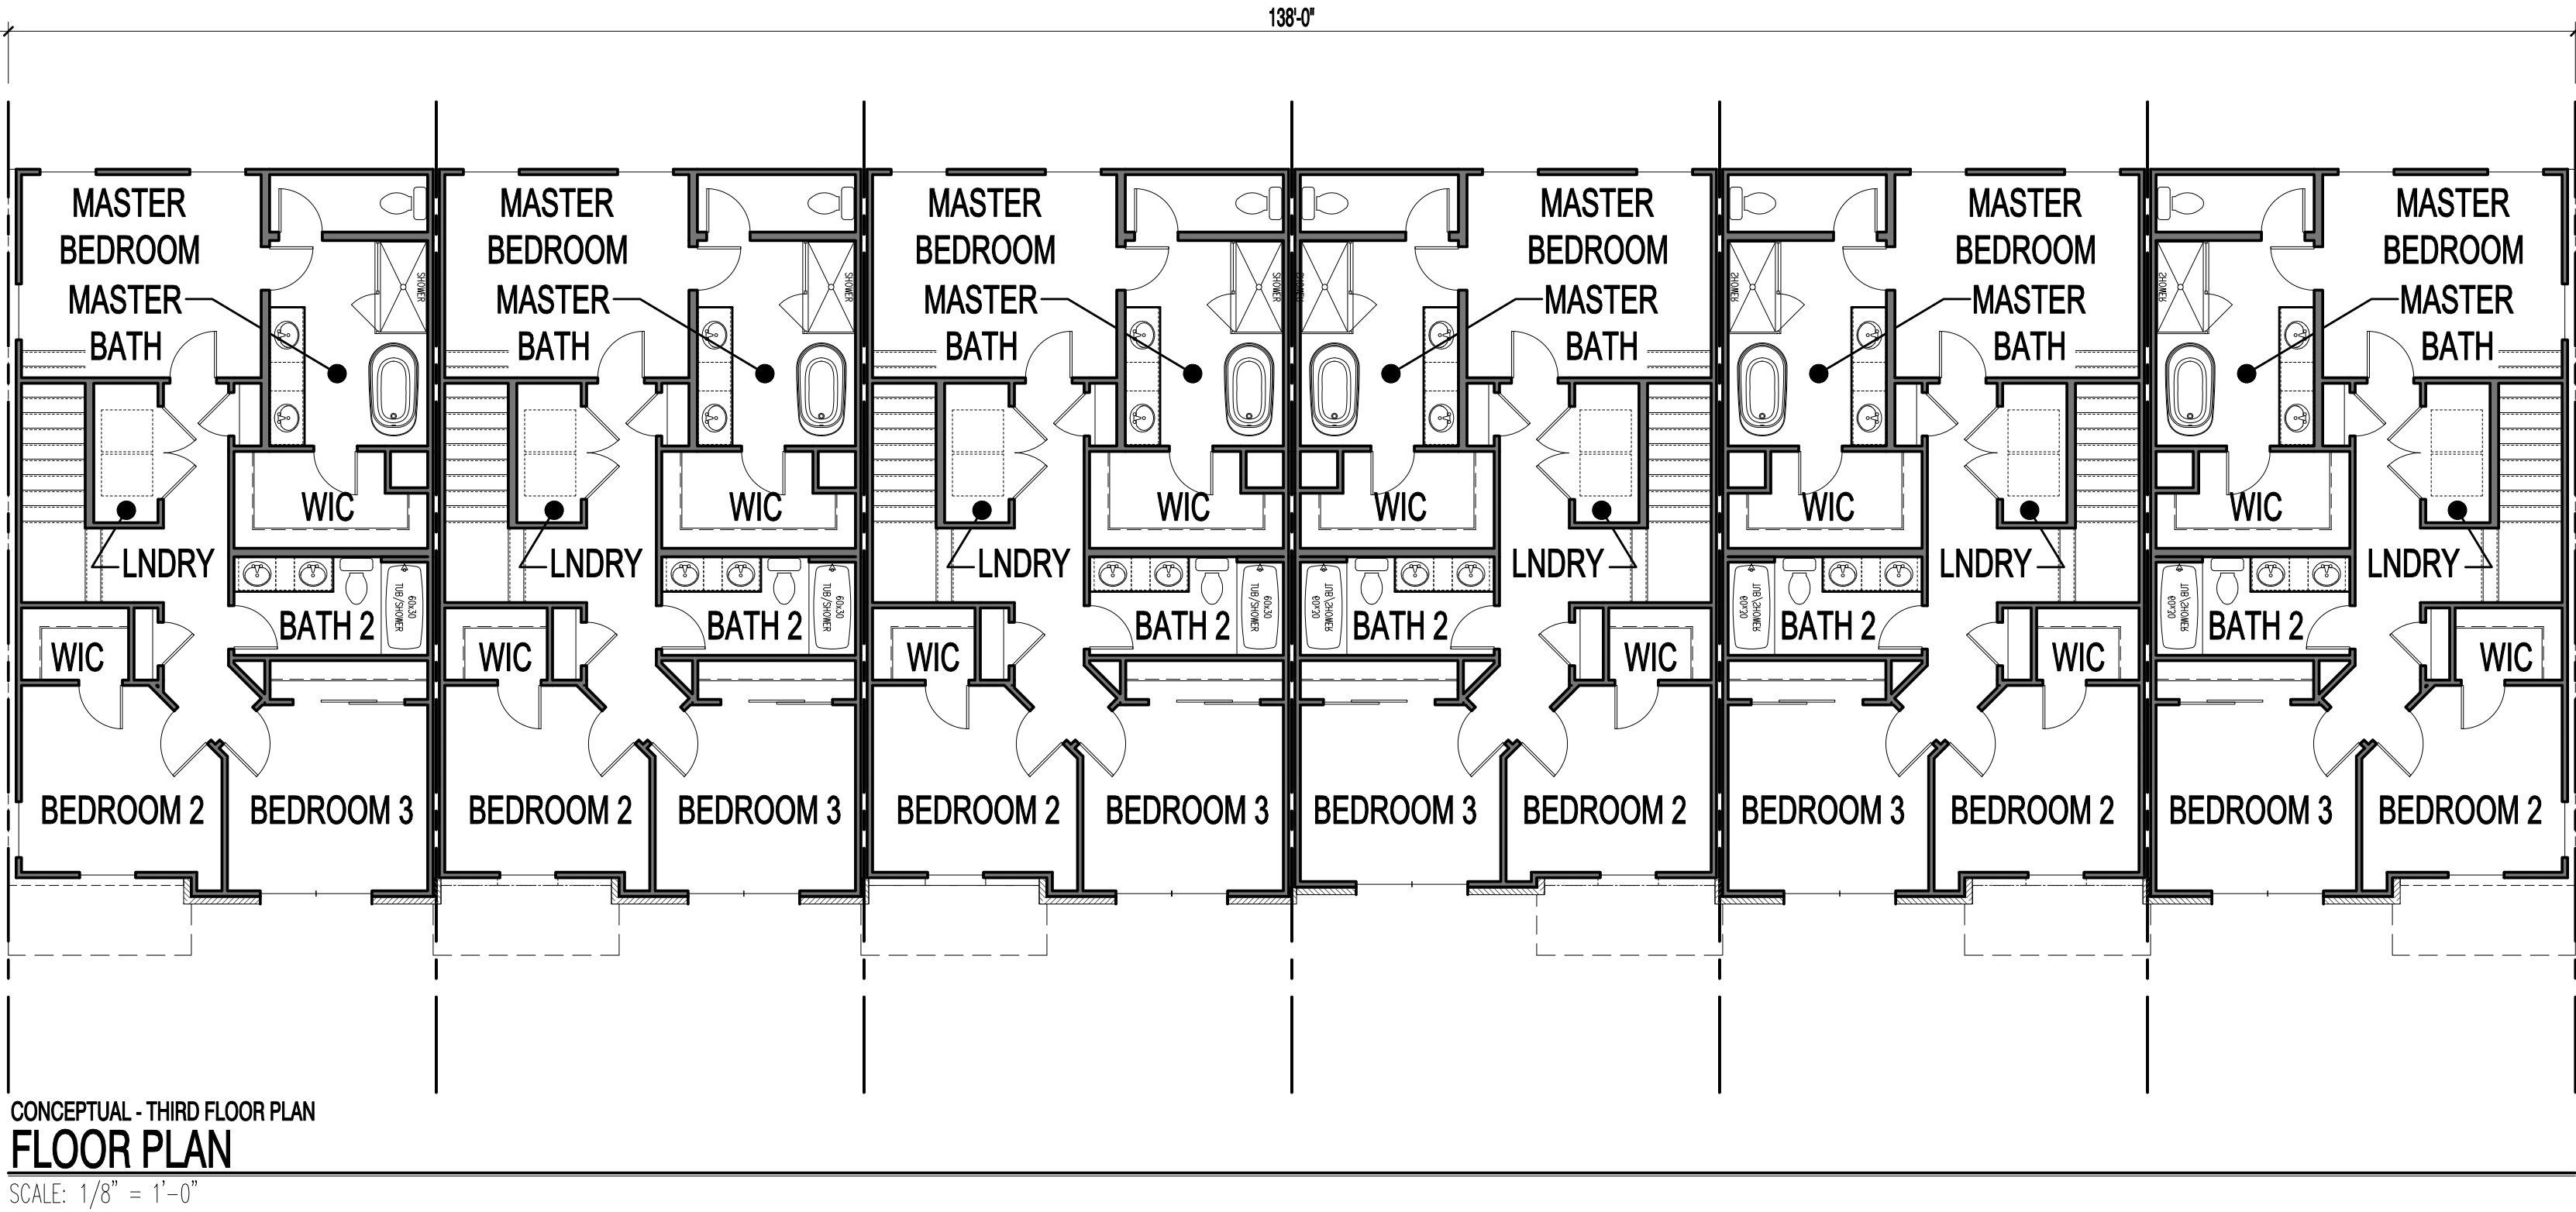 138'-0"
MASTER
BEDROOM
MASTER
BATH
SHOWER
WIC
LNDRY
BATH 2
60x30
TUB/SHOWER
WIC
BEDROOM 2
BEDROOM 3
MASTER
BEDROOM
MASTER
BATH
SHOWER
WIC
LNDRY
BATH 2
60x30
TUB/SHOWER
WIC
BEDROOM 2
BEDROOM 3
MASTER
BEDROOM
MASTER
BATH
SHOWER
WIC
LNDRY
BATH 2
60x30
TUB/SHOWER
WIC
BEDROOM 2
BEDROOM 3
MASTER
BEDROOM
MASTER
BATH
SHOWER
WIC
LNDRY
BATH 2
60x30
TUB/SHOWER
WIC
BEDROOM 3
BEDROOM 2
MASTER
BEDROOM
MASTER
BATH
SHOWER
WIC
LNDRY
BATH 2
60x30
TUB/SHOWER
WIC
BEDROOM 3
BEDROOM 2
MASTER
BEDROOM
MASTER
BATH
SHOWER
WIC
LNDRY
BATH 2
60x30
TUB/SHOWER
WIC
BEDROOM 3
BEDROOM 2
CONCEPTUAL - THIRD FLOOR PLAN
FLOOR PLAN
SCALE: 1/8" = 1'-0"